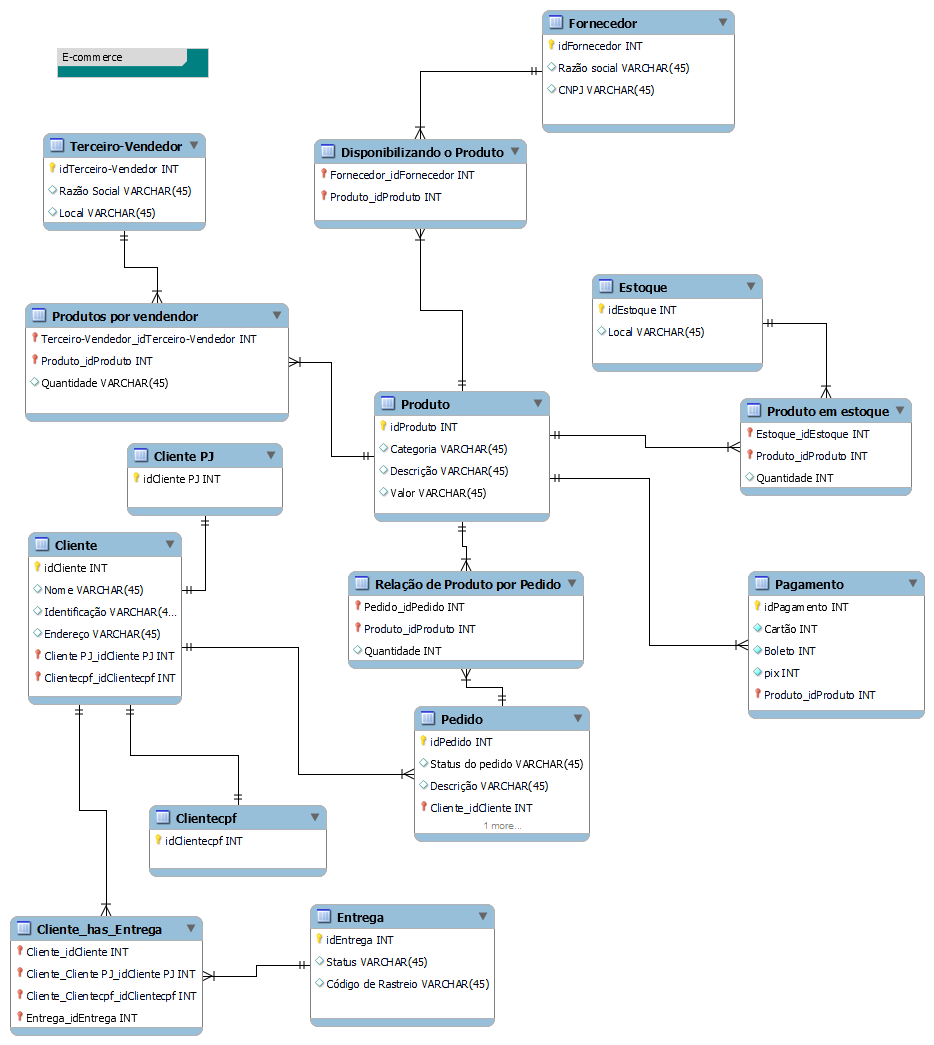 E-commerce
Fornecedor
idFornecedor INT
Razão social VARCHAR(45)
CNPJ VARCHAR(45)
Terceiro-Vendedor
idTerceiro-Vendedor INT
Razão Social VARCHAR(45)
Local VARCHAR(45)
Disponibilizando o Produto
Fornecedor_idFornecedor INT
Produto_idProduto INT
Produtos por vendendor
Terceiro-Vendedor_idTerceiro-Vendedor INT
Produto_idProduto INT
Quantidade VARCHAR(45)
Estoque
idEstoque INT
Local VARCHAR(45)
Produto
idProduto INT
Categoria VARCHAR(45)
Descrição VARCHAR(45)
Valor VARCHAR(45)
Produto em estoque
Estoque_idEstoque INT
Produto_idProduto INT
Quantidade INT
Cliente PJ
idCliente PJ INT
Cliente
idCliente INT
Nome VARCHAR(45)
Identificação VARCHAR(4...
Endereço VARCHAR(45)
Cliente PJ_idCliente PJ INT
Clientecpf_idClientecpf INT
Relação de Produto por Pedido
Pedido_idPedido INT
Produto_idProduto INT
Quantidade INT
Pagamento
idPagamento INT
Cartão INT
Boleto INT
pix INT
Produto_idProduto INT
Pedido
idPedido INT
Status do pedido VARCHAR(45)
Descrição VARCHAR(45)
Cliente_idCliente INT
1 more...
Clientecpf
idClientecpf INT
Cliente_has_Entrega
Cliente_idCliente INT
Cliente_Cliente PJ_idCliente PJ INT
Cliente_Clientecpf_idClientecpf INT
Entrega_idEntrega INT
Entrega
idEntrega INT
Status VARCHAR(45)
Código de Rastreio VARCHAR(45)